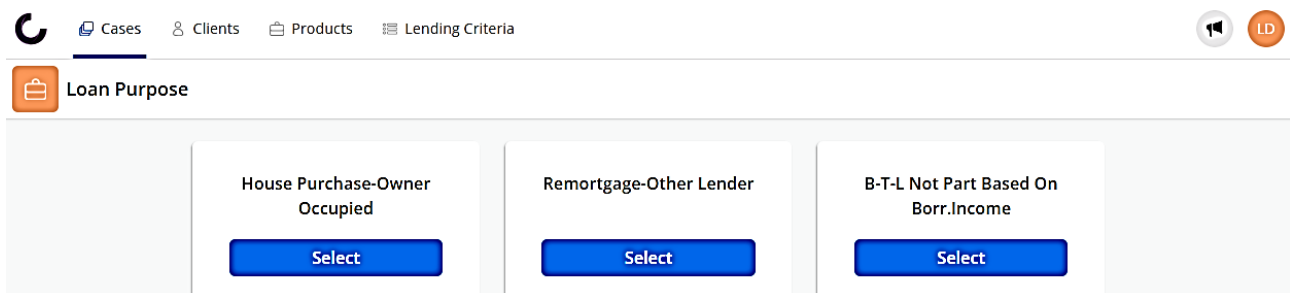 Cases Clients Products Lending Criteria LD
Loan Purpose
House Purchase-Owner
Occupied
Select
Remortgage-Other Lender
Select
B-T-L Not Part Based On
Borr.Income
Select